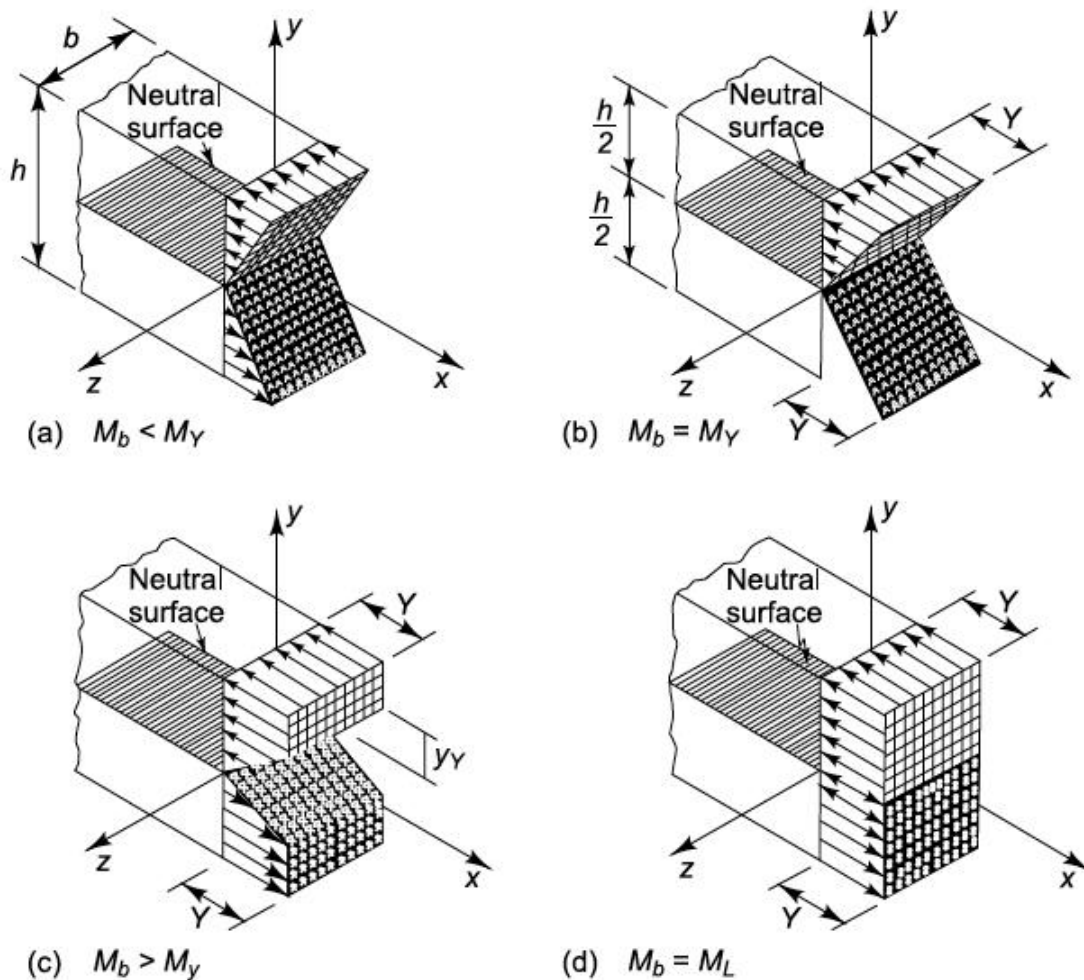 y
b
Neutral
surface
h
z
x
(a) M_b < M_Y
y
h
2
h
2
Neutral
surface
Y
z
x
Y
(b) M_b = M_Y
y
Neutral
surface
Y
y_Y
z
x
Y
(c) M_b > M_y
y
Neutral
surface
Y
z
x
Y
(d) M_b = M_L